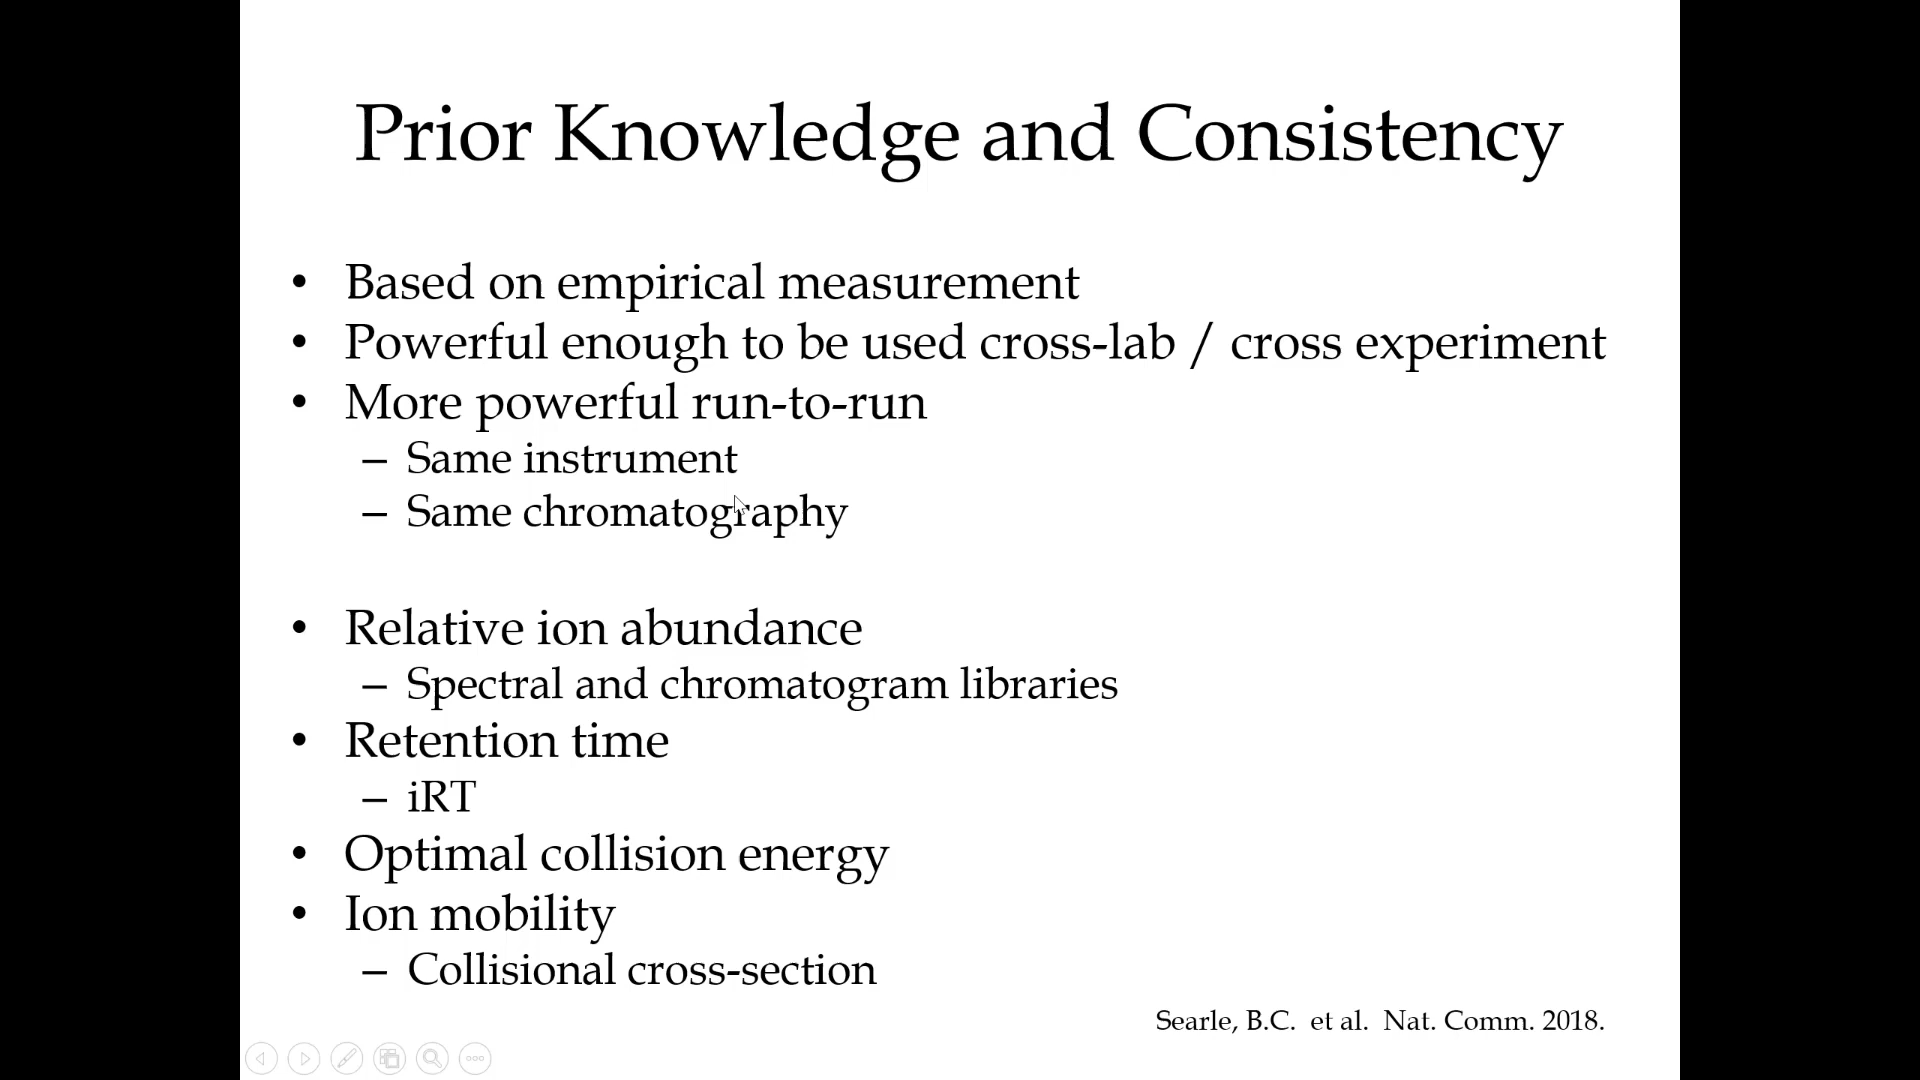 Prior Knowledge and Consistency
• Based on empirical measurement
• Powerful enough to be used cross-lab / cross experiment
• More powerful run-to-run
– Same instrument
– Same chromatography
• Relative ion abundance
– Spectral and chromatogram libraries
• Retention time
– iRT
• Optimal collision energy
• Ion mobility
– Collisional cross-section
Searle, B.C. et al. Nat. Comm. 2018.